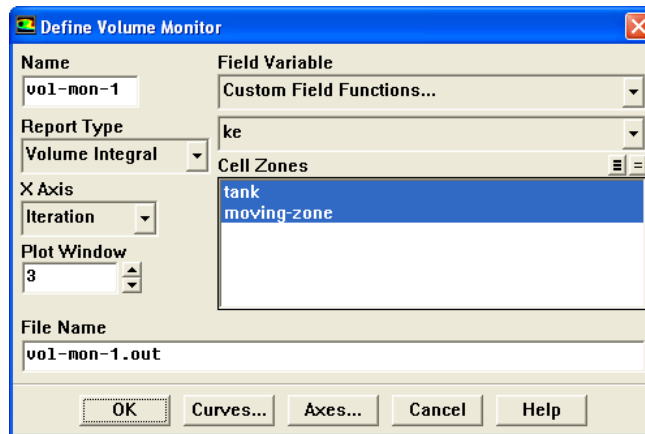 Define Volume Monitor
Name
vol-mon-1
Report Type
Volume Integral
X Axis
Iteration
Plot Window
3
Field Variable
Custom Field Functions...
ke
Cell Zones
tank
moving-zone
File Name
vol-mon-1.out
OK Curves... Axes... Cancel Help